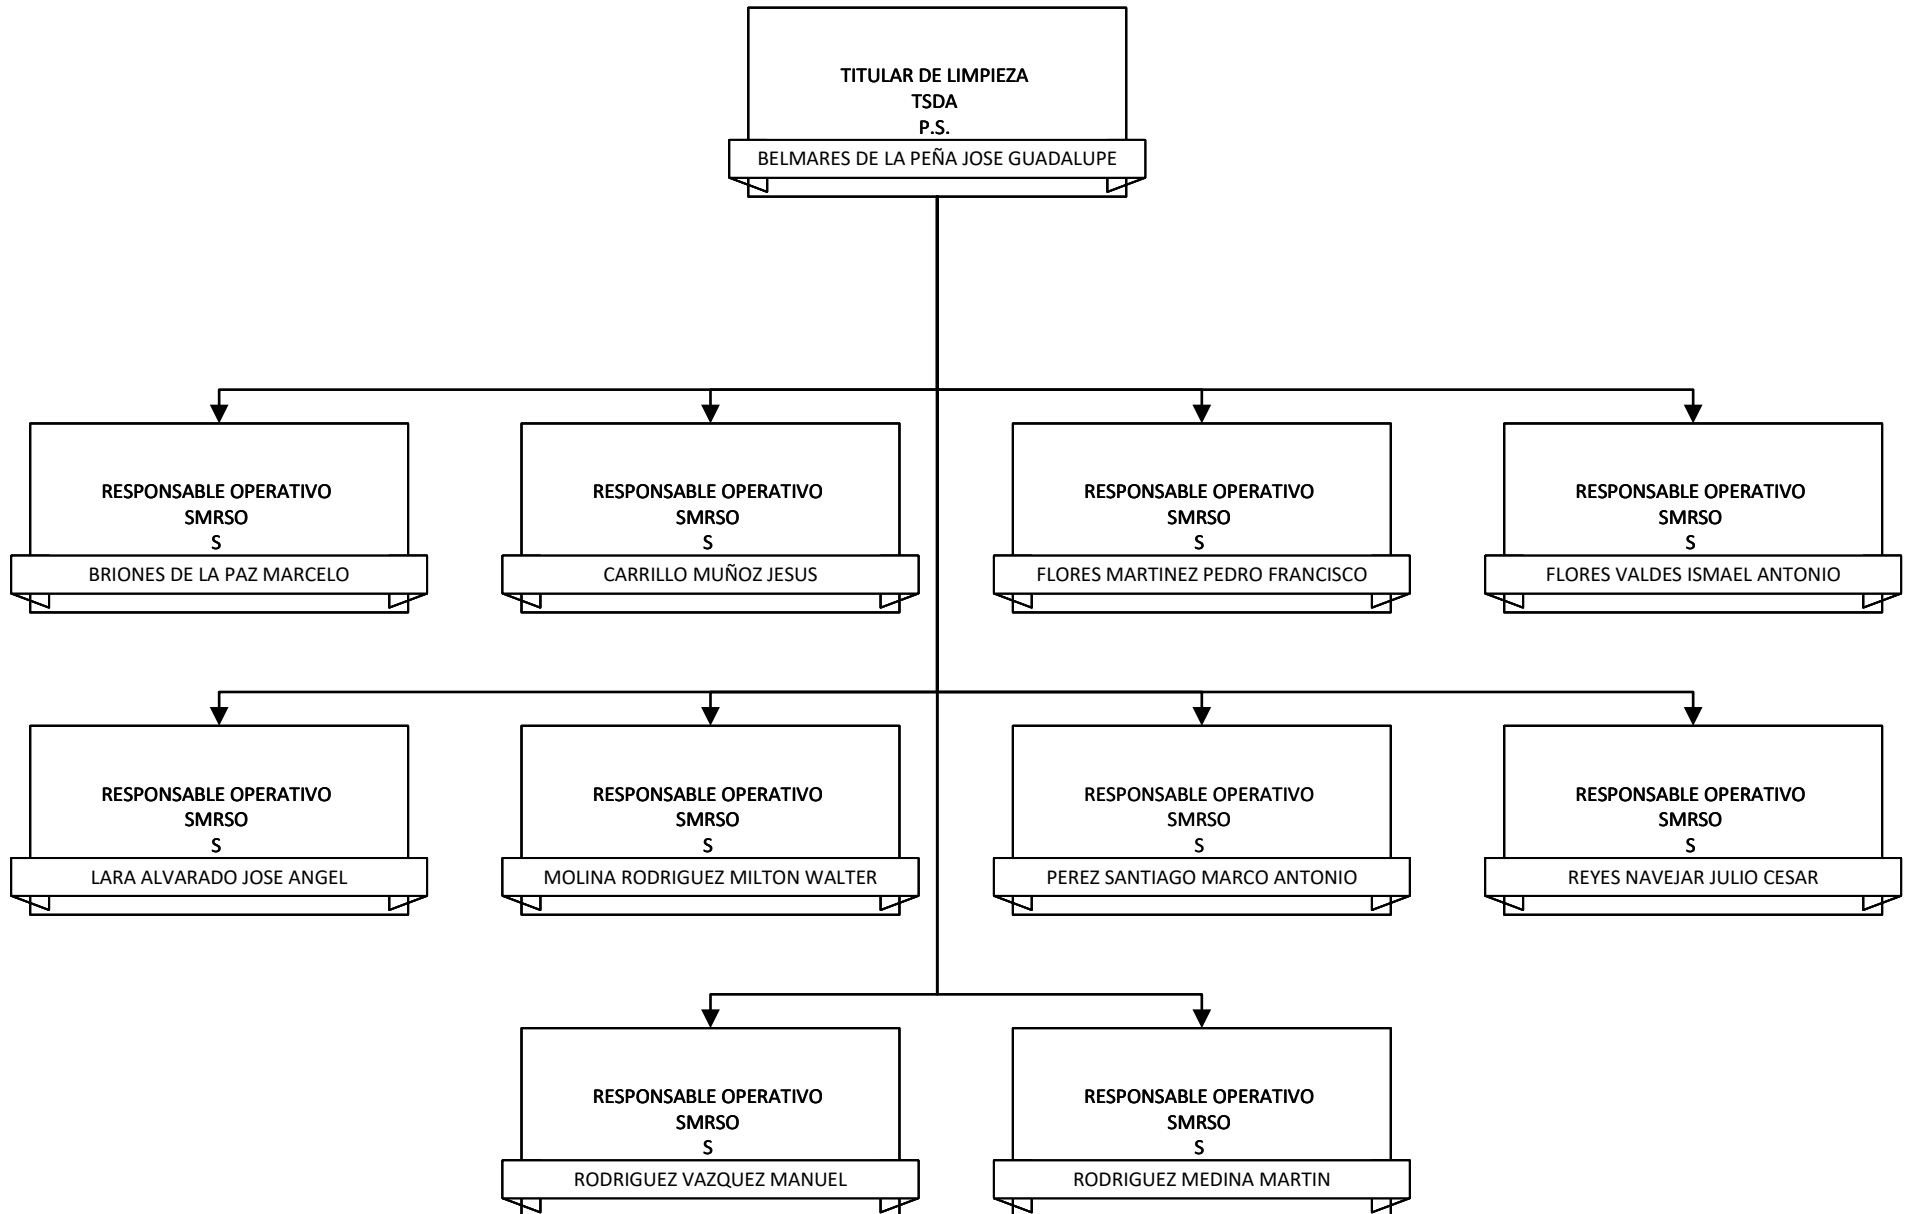 TITULAR DE LIMPIEZA
TSDA
P.S.
BELMARES DE LA PEÑA JOSE GUADALUPE
RESPONSABLE OPERATIVO
SMRSO
S
BRIONES DE LA PAZ MARCELO
RESPONSABLE OPERATIVO
SMRSO
S
CARRILLO MUÑOZ JESUS
RESPONSABLE OPERATIVO
SMRSO
S
FLORES MARTINEZ PEDRO FRANCISCO
RESPONSABLE OPERATIVO
SMRSO
S
FLORES VALDES ISMAEL ANTONIO
RESPONSABLE OPERATIVO
SMRSO
S
LARA ALVARADO JOSE ANGEL
RESPONSABLE OPERATIVO
SMRSO
S
MOLINA RODRIGUEZ MILTON WALTER
RESPONSABLE OPERATIVO
SMRSO
S
PEREZ SANTIAGO MARCO ANTONIO
RESPONSABLE OPERATIVO
SMRSO
S
REYES NAVEJAR JULIO CESAR
RESPONSABLE OPERATIVO
SMRSO
S
RODRIGUEZ VAZQUEZ MANUEL
RESPONSABLE OPERATIVO
SMRSO
S
RODRIGUEZ MEDINA MARTIN